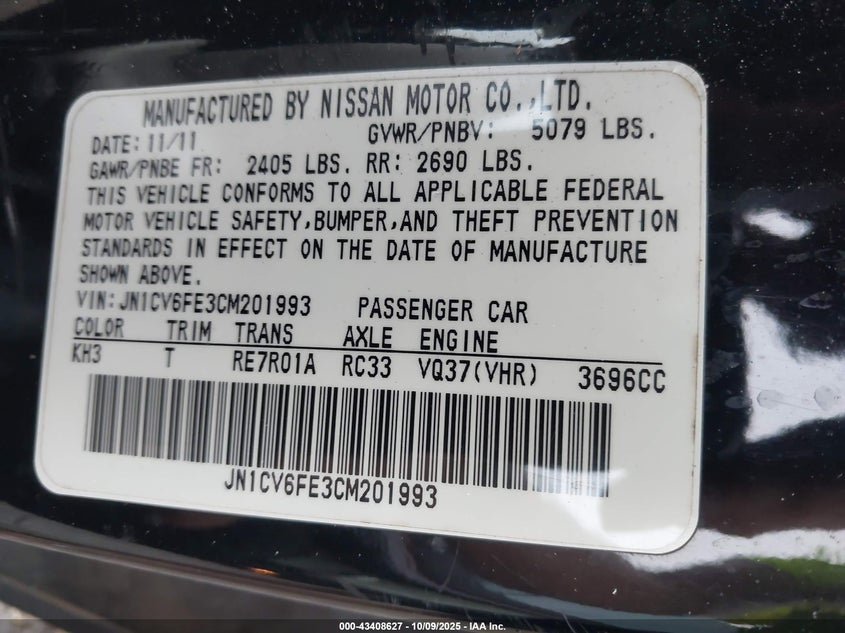 MANUFACTURED BY NISSAN MOTOR CO.,LTD.
DATE: 11/11 GVWR/PNBV: 5079 LBS.
GAWR/PNBE FR: 2405 LBS. RR: 2690 LBS.
THIS VEHICLE CONFORMS TO ALL APPLICABLE FEDERAL
MOTOR VEHICLE SAFETY,BUMPER,AND THEFT PREVENTION
STANDARDS IN EFFECT ON THE DATE OF MANUFACTURE
SHOWN ABOVE.
VIN:JN1CV6FE3CM201993 PASSENGER CAR
COLOR TRIM TRANS AXLE ENGINE
KH3 T RE7R01A RC33 VQ37(VHR) 3696CC
JN1CV6FE3CM201993
000-43408627 - 10/09/2025 - IAA Inc.